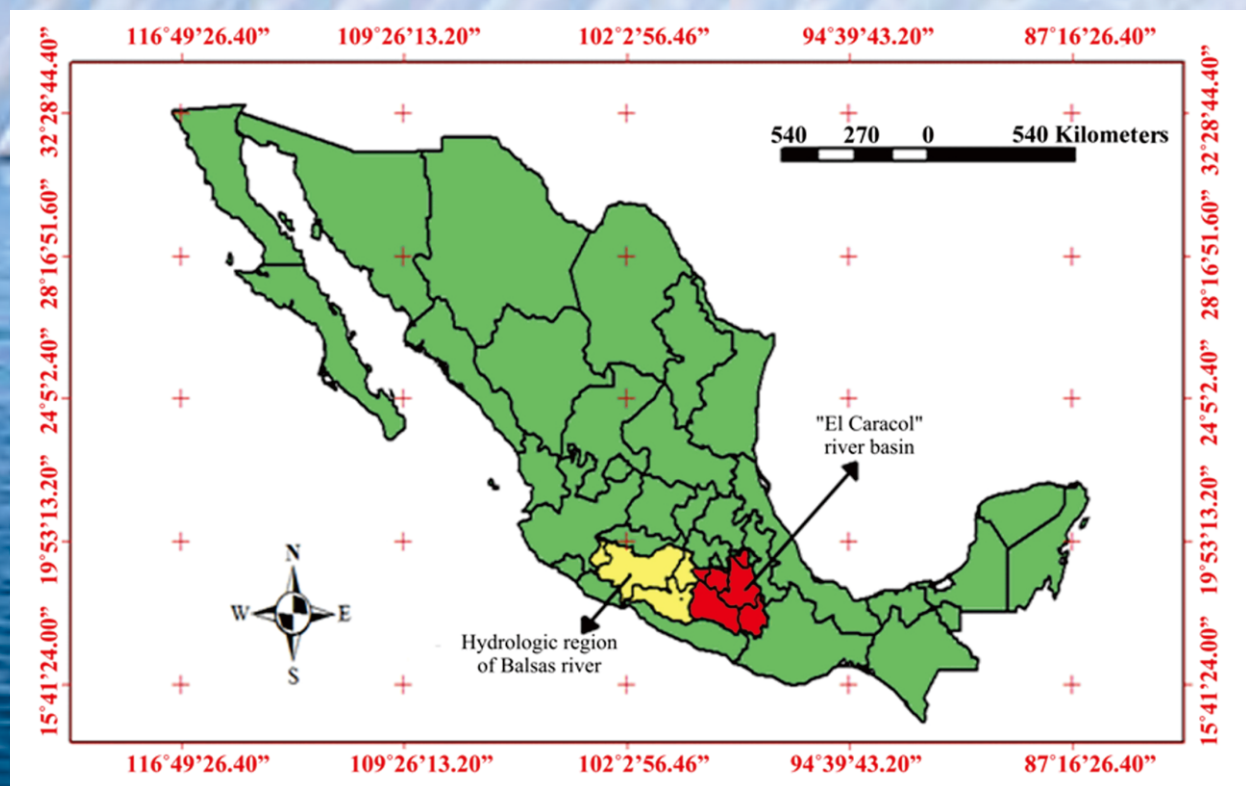 116°49'26.40” 109°26'13.20” 102°2'56.46” 94°39'43.20” 87°16'26.40”
32°28'44.40”
28°16'51.60”
24°5'2.40”
19°53'13.20”
15°41'24.00”
540 270 0 540 Kilometers
"El Caracol"
river basin
N
W E
S
Hydrologic region
of Balsas river
32°28'44.40”
28°16'51.60”
24°5'2.40”
19°53'13.20”
15°41'24.00”
116°49'26.40” 109°26'13.20” 102°2'56.46” 94°39'43.20” 87°16'26.40”